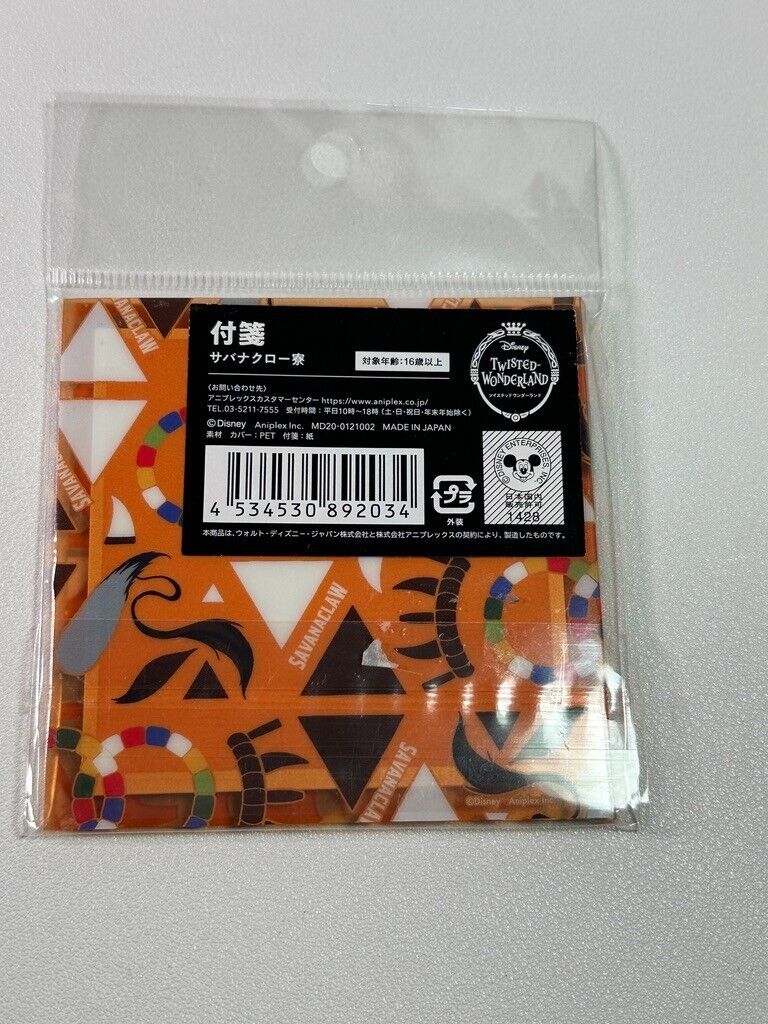 付箋
サバナクロー寮
対象年齢:16歳以上
Disney
TWISTED-
WONDERLAND
ツイステッドワンダーランド
〈お問い合わせ先〉
アニプレックスカスタマーセンター https://www.aniplex.co.jp/
TEL.03-5211-7555 受付時間:平日10時~18時(土・日・祝日・年末年始除く)
©Disney Aniplex Inc. MD20-0121002 MADE IN JAPAN
素材 カバー:PET 付箋:紙
4 534530 892034
プラ
外装
©DISNEY ENTERPRISES, INC.
日本国内
販売許可
1428
本商品は、ウォルト・ディズニー・ジャパン株式会社と株式会社アニプレックスの契約により、製造したものです。
SAVANACLAW
SAVANACLAW
SAVANACLAW
SAVANACLAW
©Disney Aniplex Inc.